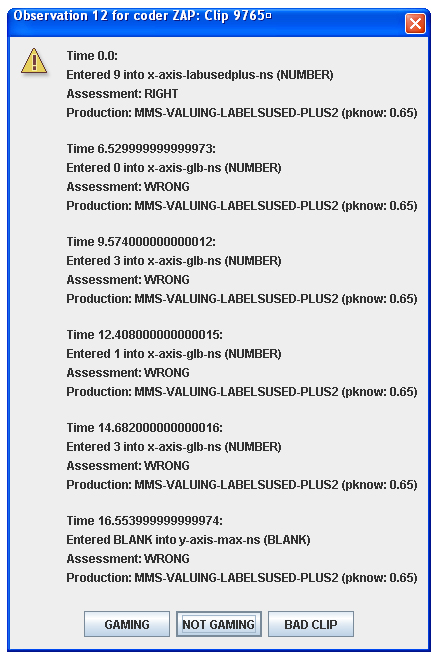 Observation 12 for coder ZAP: Clip 9765▫
Time 0.0:
Entered 9 into x-axis-labusedplus-ns (NUMBER)
Assessment: RIGHT
Production: MMS-VALUING-LABELSUSED-PLUS2 (pknow: 0.65)
Time 6.529999999999973:
Entered 0 into x-axis-glb-ns (NUMBER)
Assessment: WRONG
Production: MMS-VALUING-LABELSUSED-PLUS2 (pknow: 0.65)
Time 9.574000000000012:
Entered 3 into x-axis-glb-ns (NUMBER)
Assessment: WRONG
Production: MMS-VALUING-LABELSUSED-PLUS2 (pknow: 0.65)
Time 12.408000000000015:
Entered 1 into x-axis-glb-ns (NUMBER)
Assessment: WRONG
Production: MMS-VALUING-LABELSUSED-PLUS2 (pknow: 0.65)
Time 14.682000000000016:
Entered 3 into x-axis-glb-ns (NUMBER)
Assessment: WRONG
Production: MMS-VALUING-LABELSUSED-PLUS2 (pknow: 0.65)
Time 16.553999999999974:
Entered BLANK into y-axis-max-ns (BLANK)
Assessment: WRONG
Production: MMS-VALUING-LABELSUSED-PLUS2 (pknow: 0.65)
GAMING NOT GAMING BAD CLIP